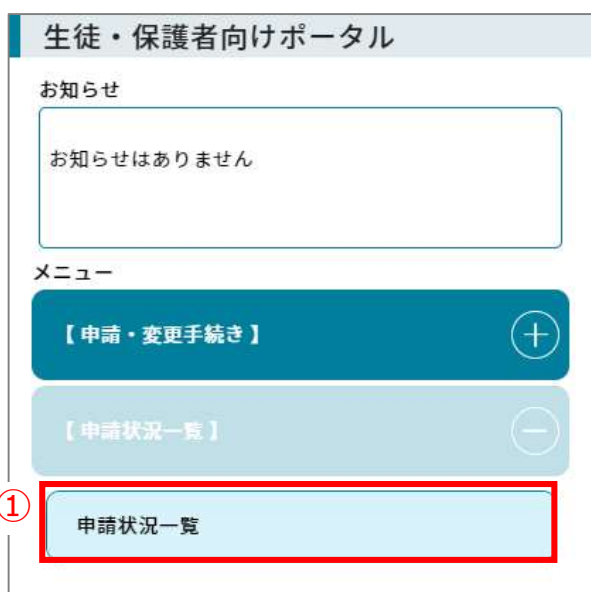 生徒・保護者向けポータル
お知らせ
お知らせはありません
メニュー
【 申請・変更手続き 】
【 申請状況一覧 】
①
申請状況一覧